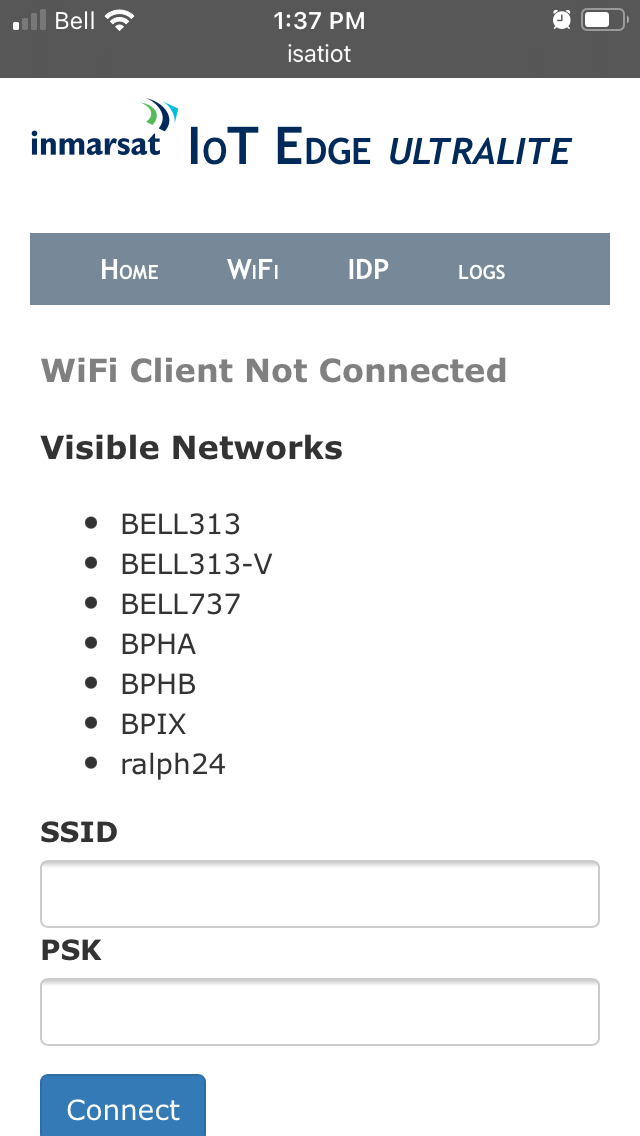 Bell 1:37 PM
isatiot
inmarsat IoT Edge ULTRALITE
Home WiFi IDP logs
WiFi Client Not Connected
Visible Networks
BELL313
BELL313-V
BELL737
BPHA
BPHB
BPIX
ralph24
SSID
PSK
Connect